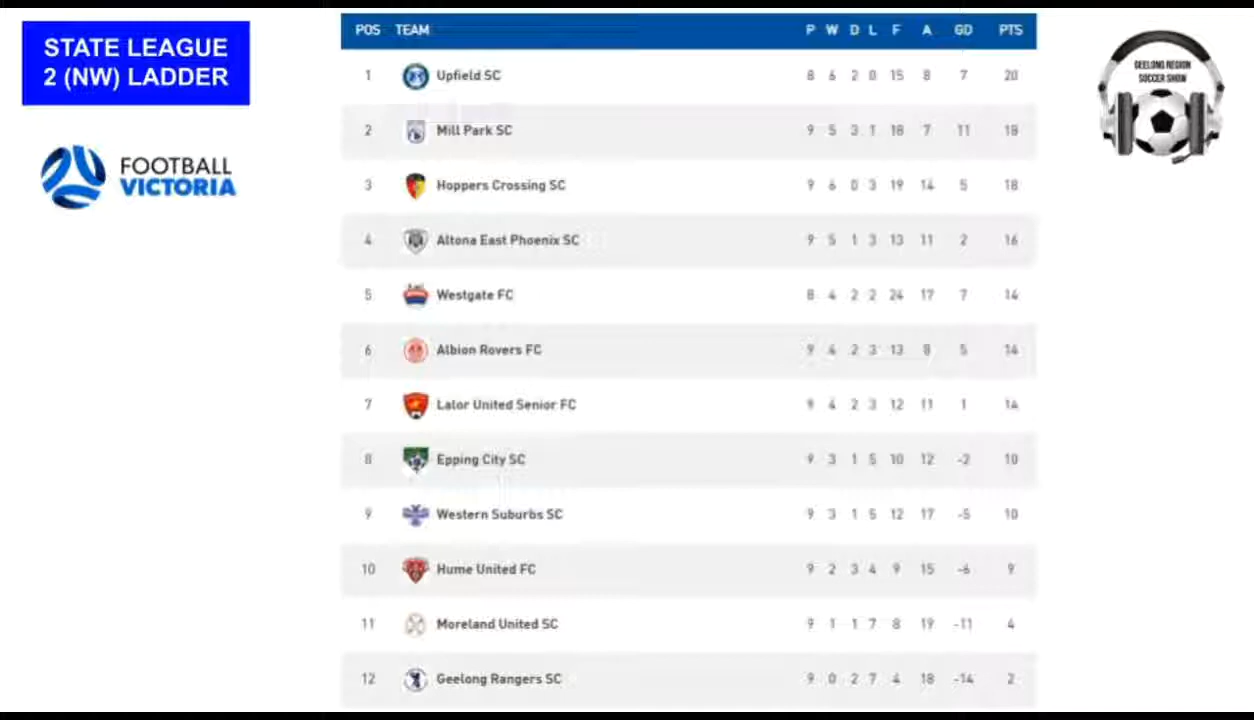 STATE LEAGUE
2 (NW) LADDER
FOOTBALL
VICTORIA
POS TEAM P W D L F A GD PTS
1 Upfield SC 8 6 2 0 15 8 7 20
2 Mill Park SC 9 5 3 1 18 7 11 18
3 Hoppers Crossing SC 9 6 0 3 19 14 5 18
4 Altona East Phoenix SC 9 5 1 3 13 11 2 16
5 Westgate FC 8 4 2 2 24 17 7 14
6 Albion Rovers FC 9 4 2 3 13 8 5 14
7 Lalor United Senior FC 9 4 2 3 12 11 1 14
8 Epping City SC 9 3 1 5 10 12 -2 10
9 Western Suburbs SC 9 3 1 5 12 17 -5 10
10 Hume United FC 9 2 3 4 9 15 -6 9
11 Moreland United SC 9 1 1 7 8 19 -11 4
12 Geelong Rangers SC 9 0 2 7 4 18 -14 2
GEELONG REGION
SOCCER SHOW